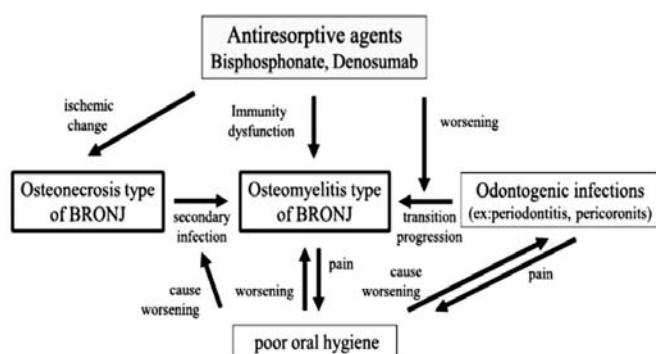 Antiresorptive agents
Bisphosphonate, Denosumab
ischemic
change
Immunity
dysfunction
worsening
Osteonecrosis type
of BRONJ
secondary
infection
Osteomyelitis type
of BRONJ
transition
progression
Odontogenic infections
(ex:periodontitis, pericoronits)
cause
worsening
worsening
pain
cause
worsening
pain
poor oral hygiene